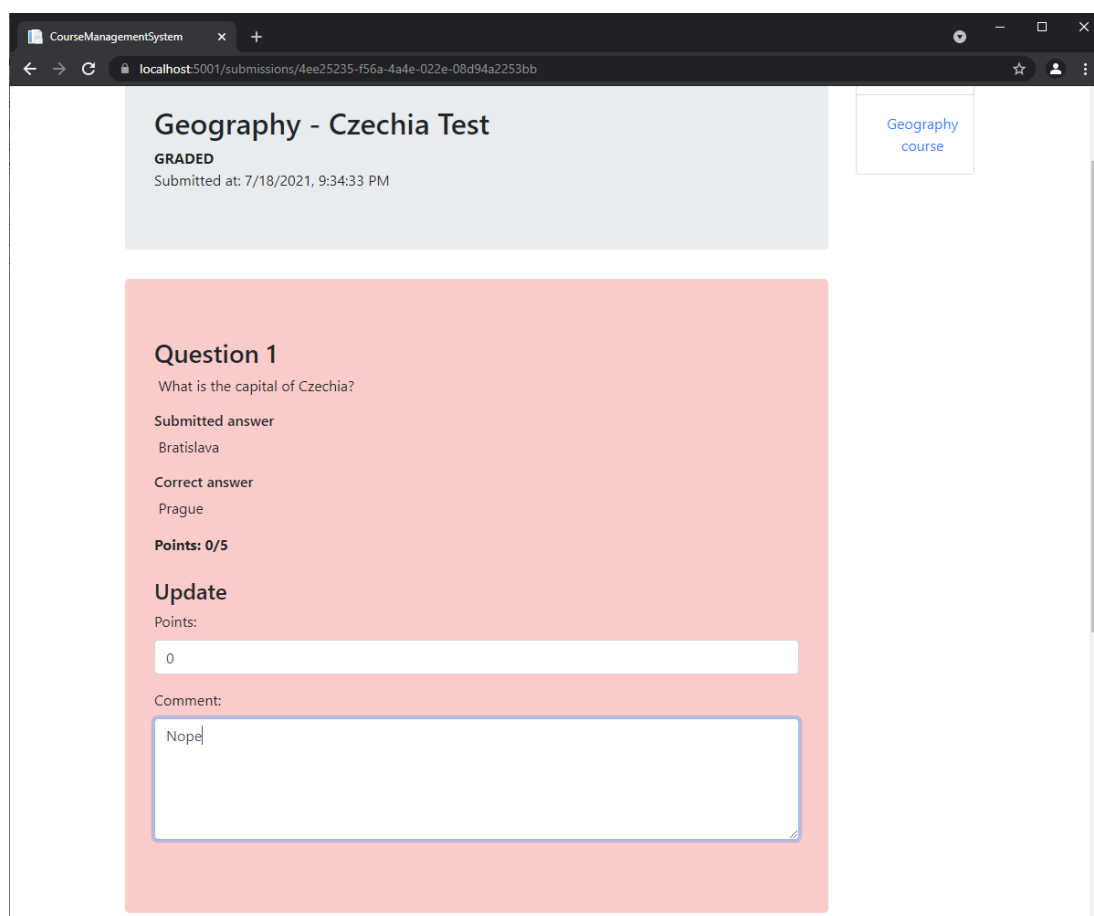 CourseManagementSystem
localhost:5001/submissions/4ee25235-f56a-4a4e-022e-08d94a2253bb
Geography - Czechia Test
GRADED
Submitted at: 7/18/2021, 9:34:33 PM
Geography
course
Question 1
What is the capital of Czechia?
Submitted answer
Bratislava
Correct answer
Prague
Points: 0/5
Update
Points:
0
Comment:
Nope